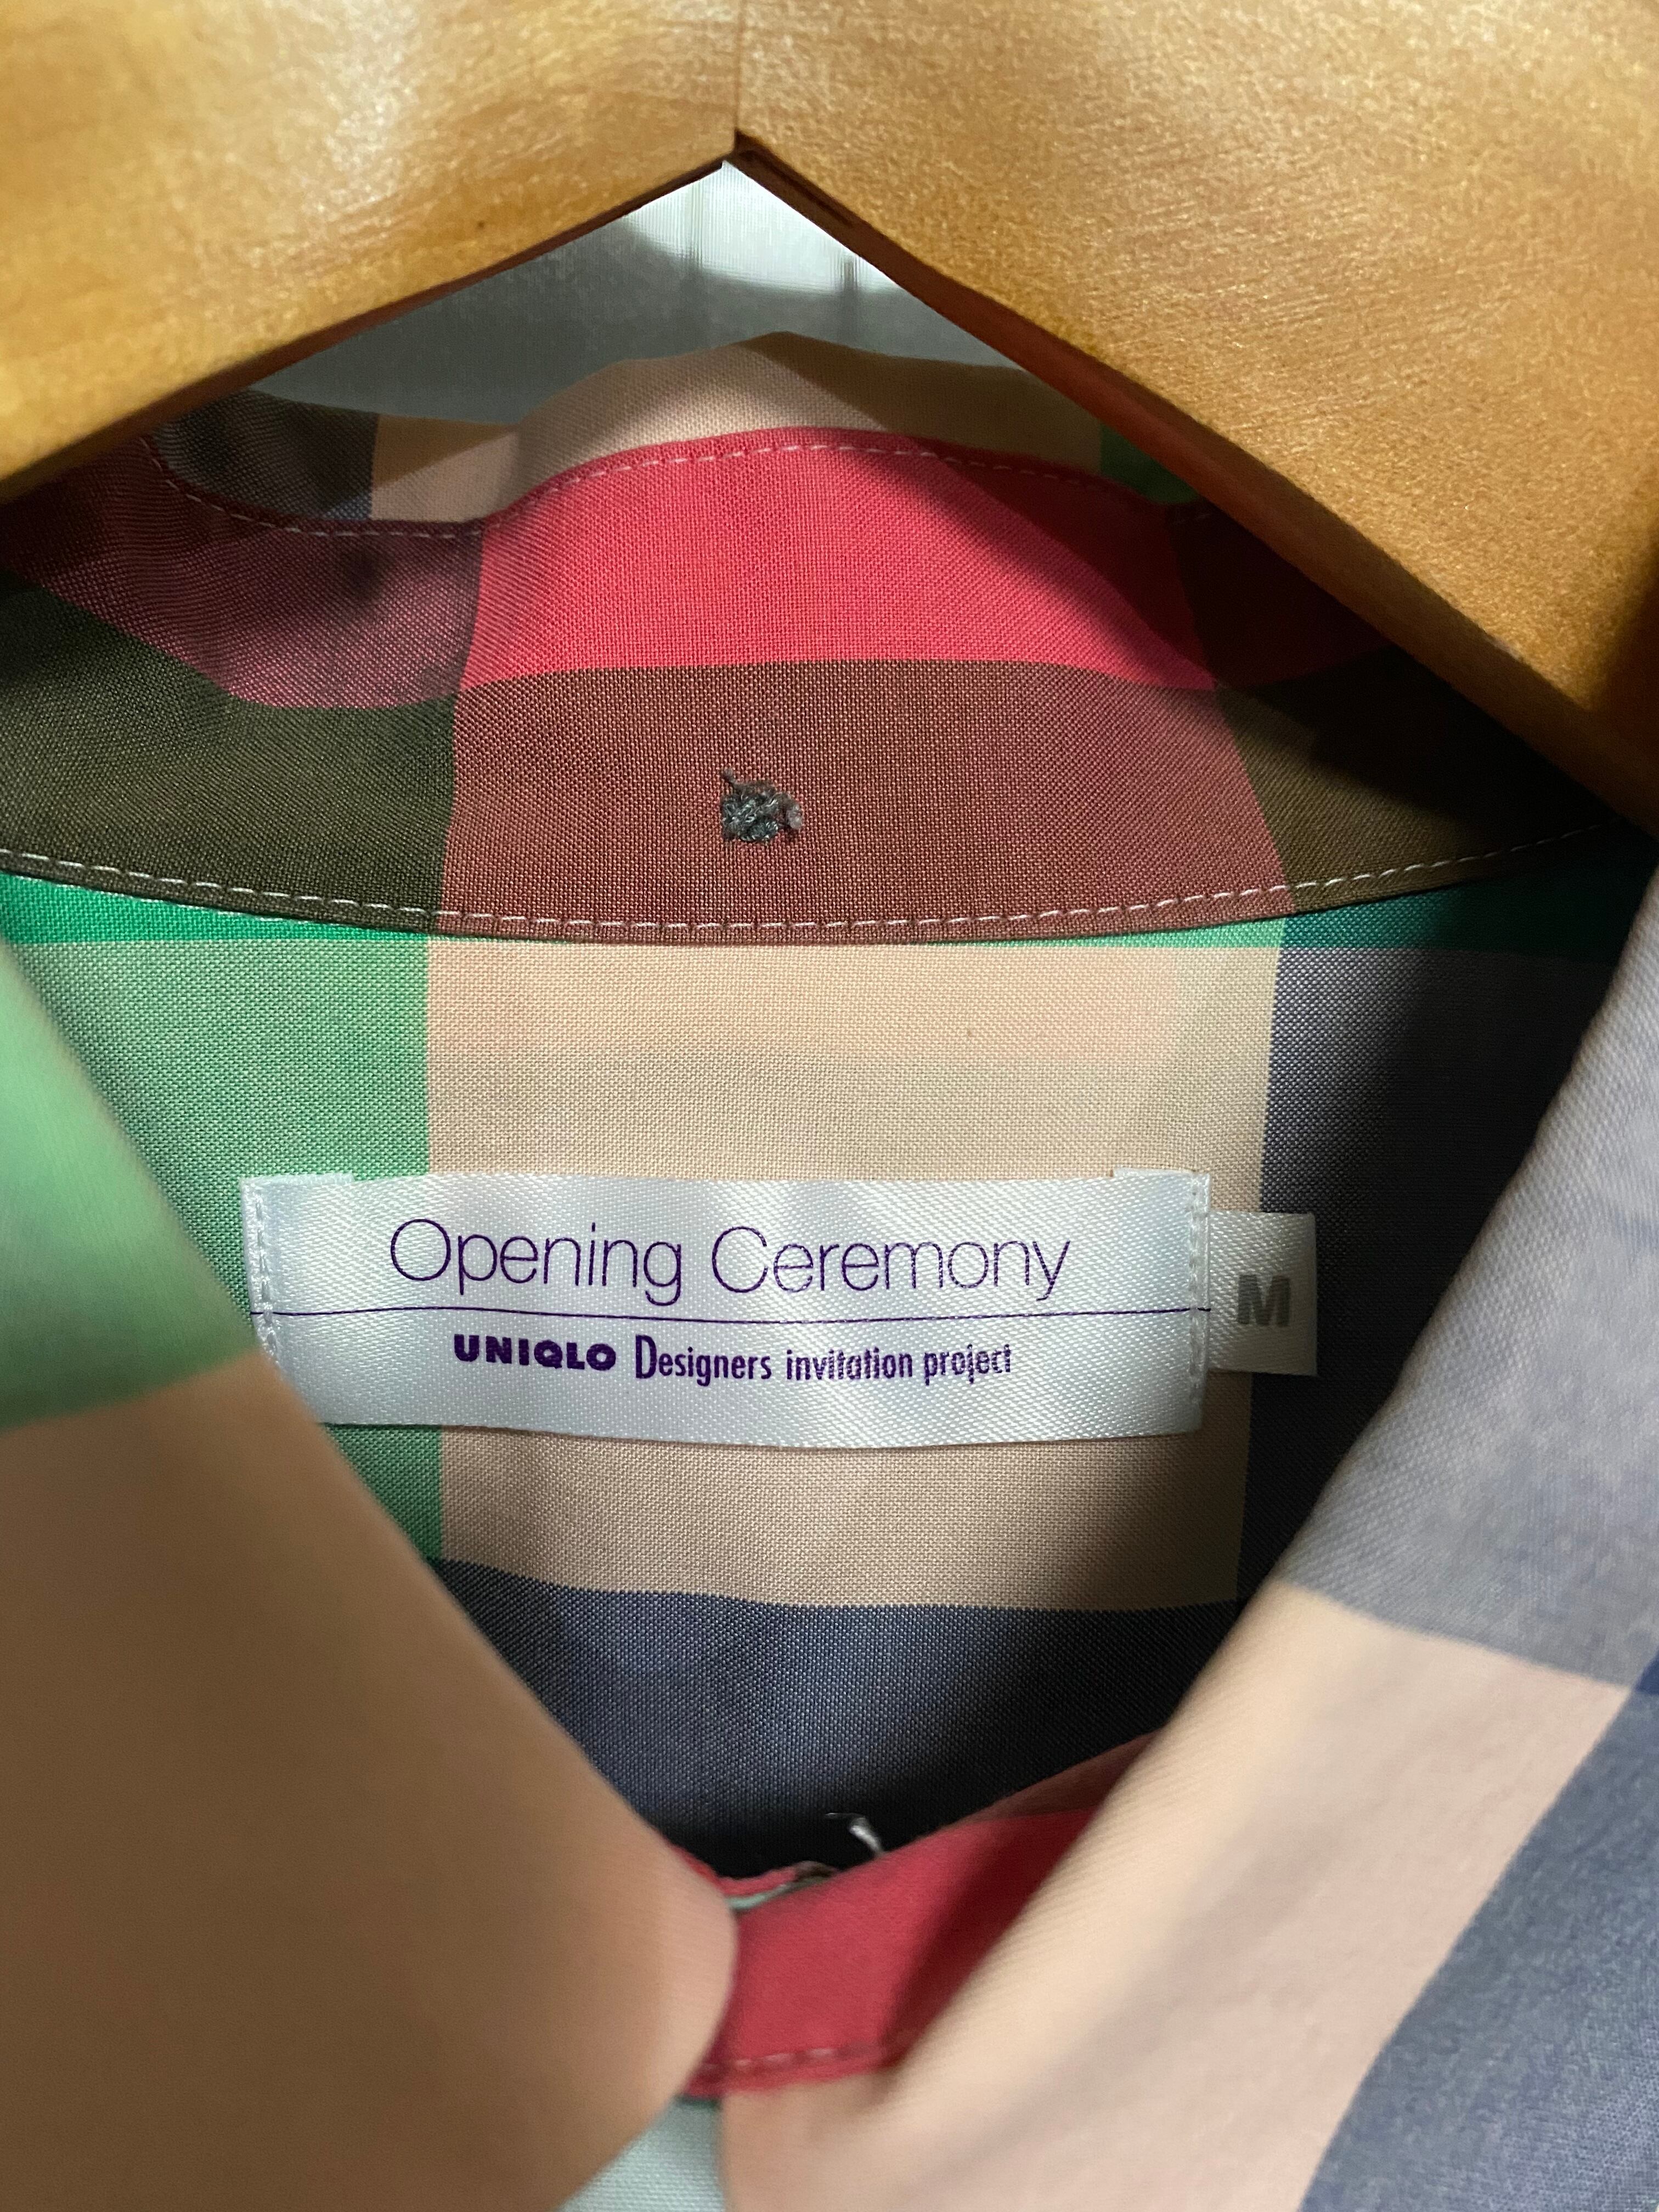 Opening Ceremony
UNIQLO Designers invitation project
M